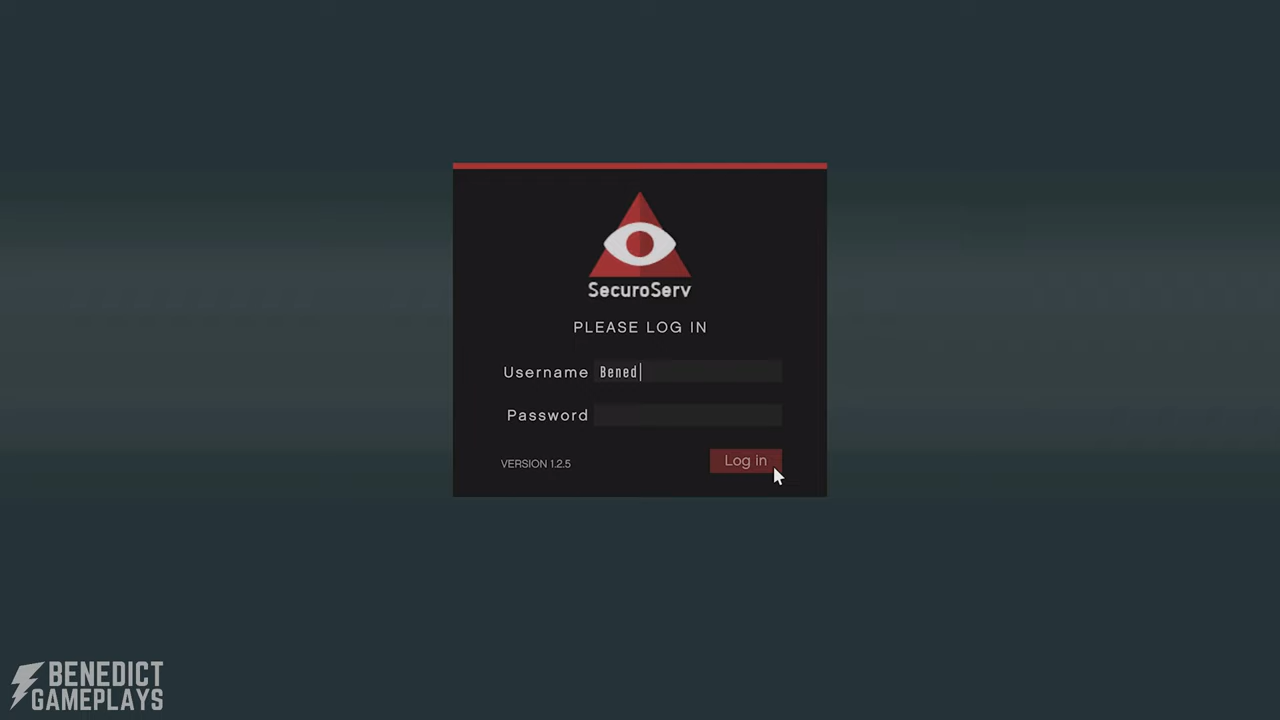 SecuroServ
PLEASE LOG IN
Username Bened
Password
VERSION 1.2.5 Log in
BENEDICT
GAMEPLAYS